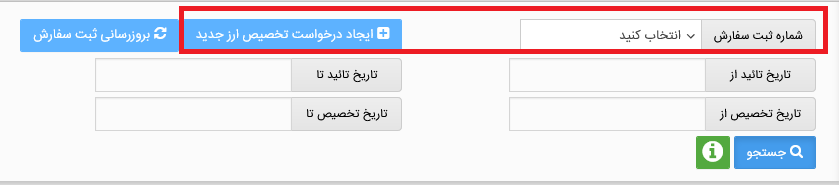 شماره ثبت سفارش انتخاب کنید ایجاد درخواست تخصیص ارز جدید بروزرسانی ثبت سفارش
تاریخ تائید از تاریخ تائید تا
تاریخ تخصیص از تاریخ تخصیص تا
جستجو i